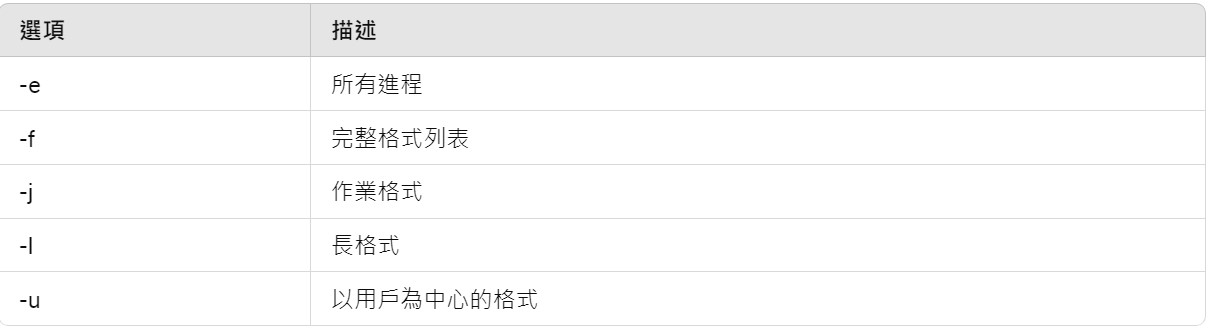 選項 描述
-e 所有進程
-f 完整格式列表
-j 作業格式
-l 長格式
-u 以用戶為中心的格式